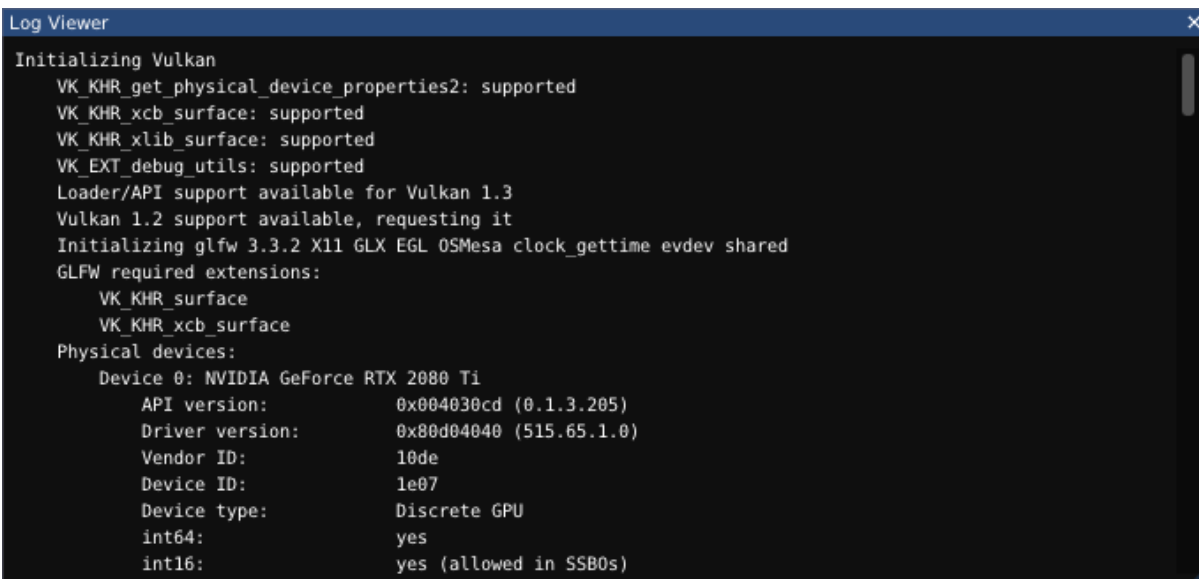 Log Viewer
Initializing Vulkan
VK_KHR_get_physical_device_properties2: supported
VK_KHR_xcb_surface: supported
VK_KHR_xlib_surface: supported
VK_EXT_debug_utils: supported
Loader/API support available for Vulkan 1.3
Vulkan 1.2 support available, requesting it
Initializing glfw 3.3.2 X11 GLX EGL OSMesa clock_gettime evdev shared
GLFW required extensions:
VK_KHR_surface
VK_KHR_xcb_surface
Physical devices:
Device 0: NVIDIA GeForce RTX 2080 Ti
API version: 0x004030cd (0.1.3.205)
Driver version: 0x80d04040 (515.65.1.0)
Vendor ID: 10de
Device ID: 1e07
Device type: Discrete GPU
int64: yes
int16: yes (allowed in SSBOs)